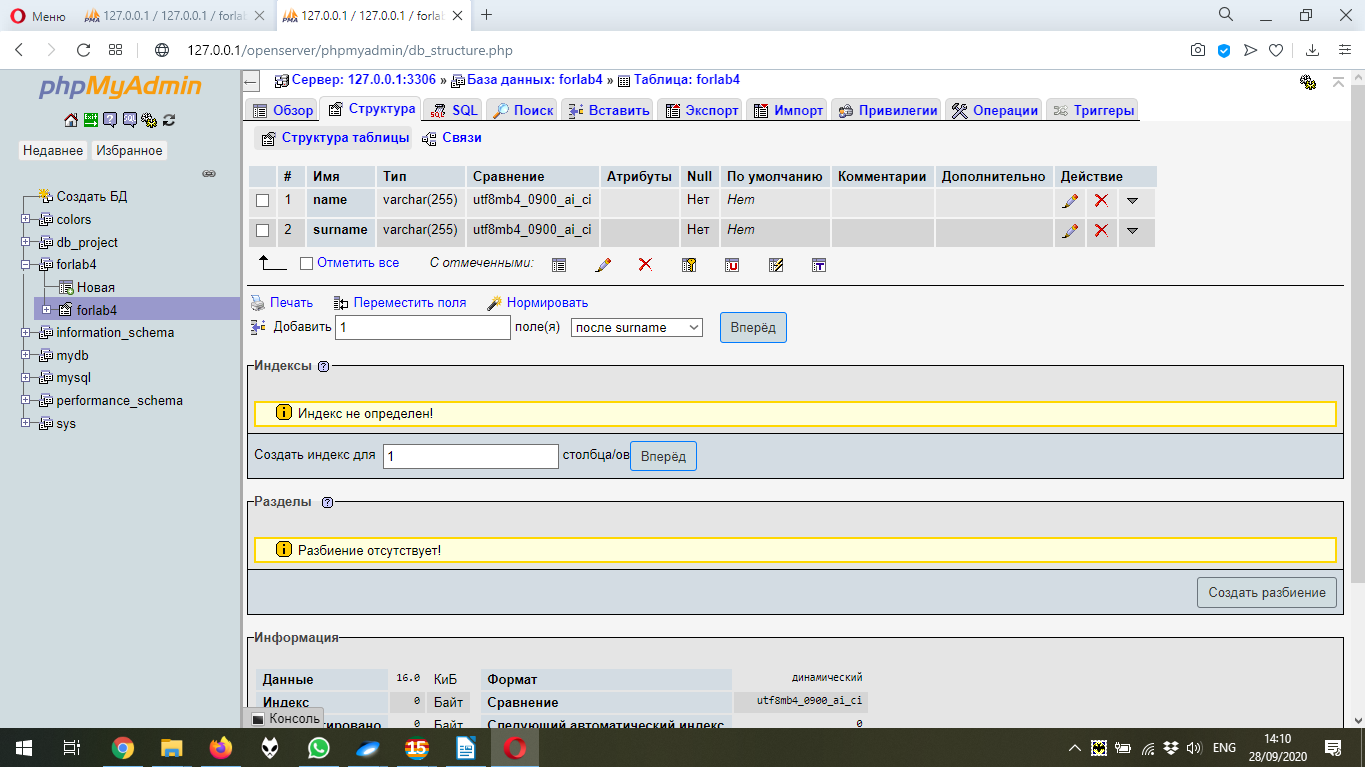 Меню
127.0.0.1 / 127.0.0.1 / forlab
127.0.0.1 / 127.0.0.1 / forla
127.0.0.1/openserver/phpmyadmin/db_structure.php
phpMyAdmin
Недавнее Избранное
Создать БД
colors
db_project
forlab4
Новая
forlab4
information_schema
mydb
mysql
performance_schema
sys
Сервер: 127.0.0.1:3306 » База данных: forlab4 » Таблица: forlab4
Обзор Структура SQL Поиск Вставить Экспорт Импорт Привилегии Операции Триггеры
Структура таблицы Связи
# Имя Тип Сравнение Атрибуты Null По умолчанию Комментарии Дополнительно Действие
1 name varchar(255) utf8mb4_0900_ai_ci Нет Нет
2 surname varchar(255) utf8mb4_0900_ai_ci Нет Нет
Отметить все С отмеченными:
Печать Переместить поля Нормировать
Добавить 1 поле(я) после surname Вперёд
Индексы
Индекс не определен!
Создать индекс для 1 столбца/ов Вперёд
Разделы
Разбиение отсутствует!
Создать разбиение
Информация
Данные 16.0 КиБ Формат динамический
Индекс 0 Байт Сравнение utf8mb4_0900_ai_ci
0 Байт Следующий автоматический индекс 0
Консоль
15 ENG 14:10
28/09/2020